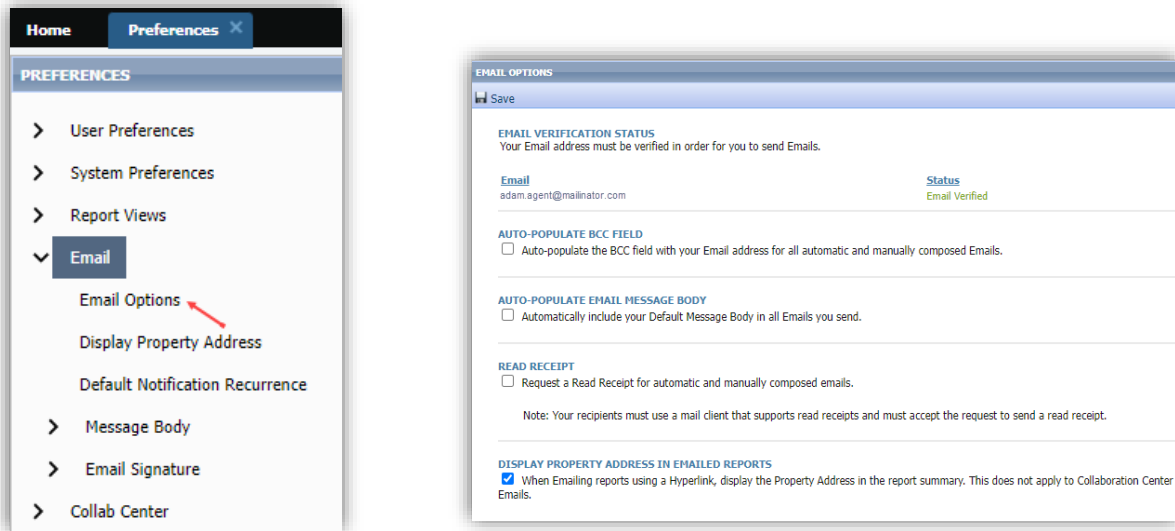 Home
Preferences
PREFERENCES
User Preferences
System Preferences
Report Views
Email
Email Options
Display Property Address
Default Notification Recurrence
Message Body
Email Signature
Collab Center
EMAIL OPTIONS
Save
EMAIL VERIFICATION STATUS
Your Email address must be verified in order for you to send Emails.
Email Status
adam.agent@mailinator.com Email Verified
AUTO-POPULATE BCC FIELD
Auto-populate the BCC field with your Email address for all automatic and manually composed Emails.
AUTO-POPULATE EMAIL MESSAGE BODY
Automatically include your Default Message Body in all Emails you send.
READ RECEIPT
Request a Read Receipt for automatic and manually composed emails.
Note: Your recipients must use a mail client that supports read receipts and must accept the request to send a read receipt.
DISPLAY PROPERTY ADDRESS IN EMAILED REPORTS
When Emailing reports using a Hyperlink, display the Property Address in the report summary. This does not apply to Collaboration Center
Emails.